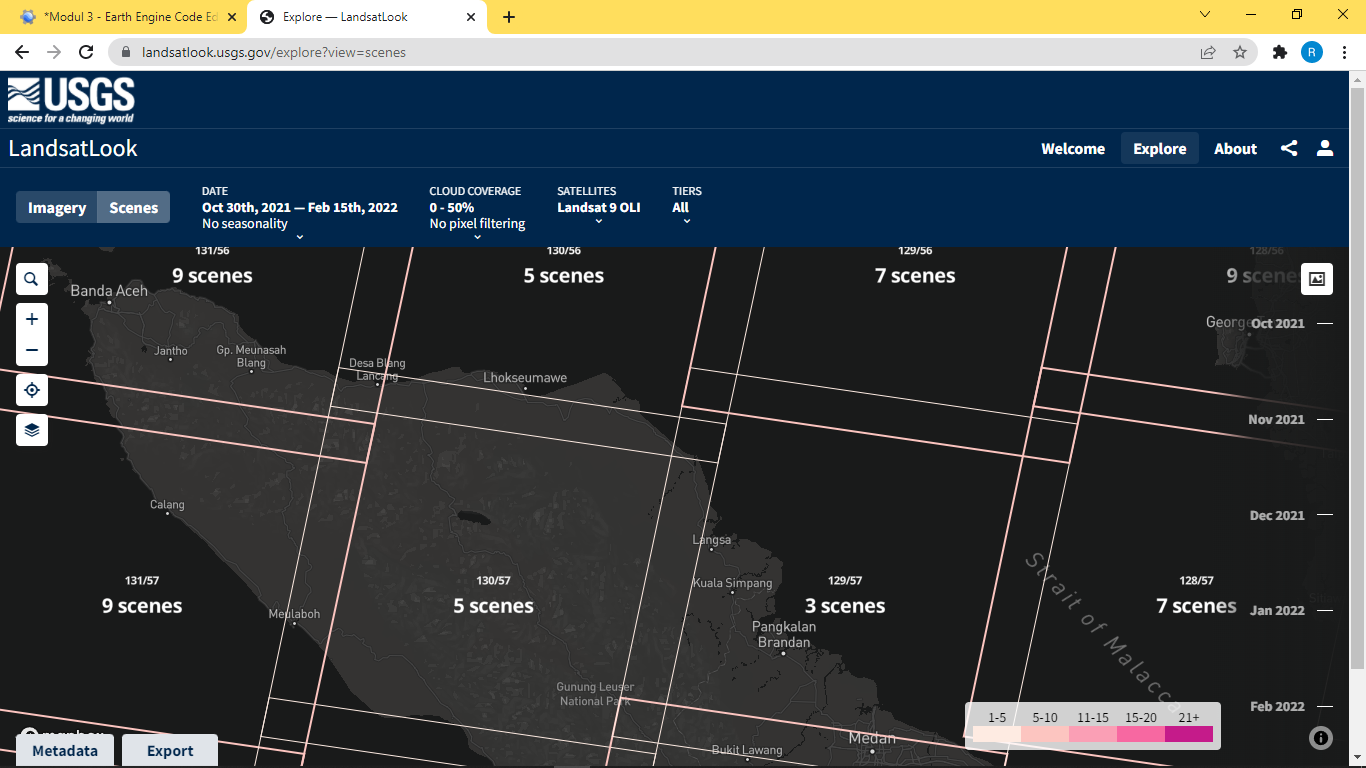 *Modul 3 - Earth Engine Code Ed
Explore — LandsatLook
landsatlook.usgs.gov/explore?view=scenes
R
USGS
science for a changing world
LandsatLook
Welcome
Explore
About
Imagery
Scenes
DATE
Oct 30th, 2021 — Feb 15th, 2022
No seasonality
CLOUD COVERAGE
0 - 50%
No pixel filtering
SATELLITES
Landsat 9 OLI
TIERS
All
131/56
9 scenes
130/56
5 scenes
129/56
7 scenes
128/56
9 scenes
Banda Aceh
George
Oct 2021
Jantho
Gp. Meunasah
Blang
Desa Blang
Lancang
Lhokseumawe
Nov 2021
Calang
Dec 2021
Langsa
Strait of Malacca
131/57
9 scenes
130/57
5 scenes
Kuala Simpang
129/57
3 scenes
128/57
7 scenes
Jan 2022
Meulaboh
Pangkalan
Brandan
Gunung Leuser
National Park
Feb 2022
1-5
5-10
11-15
15-20
21+
mapbox
Metadata
Export
Bukit Lawang
Medan